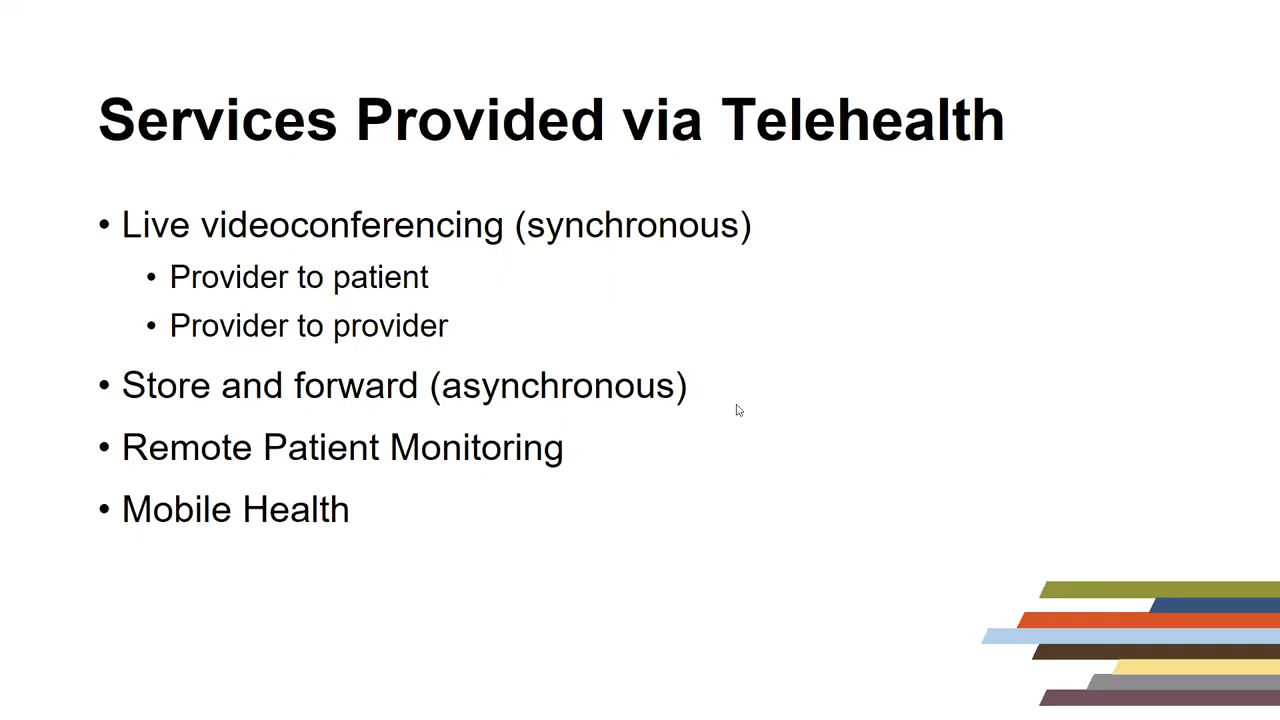 Services Provided via Telehealth
• Live videoconferencing (synchronous)
• Provider to patient
• Provider to provider
• Store and forward (asynchronous)
• Remote Patient Monitoring
• Mobile Health